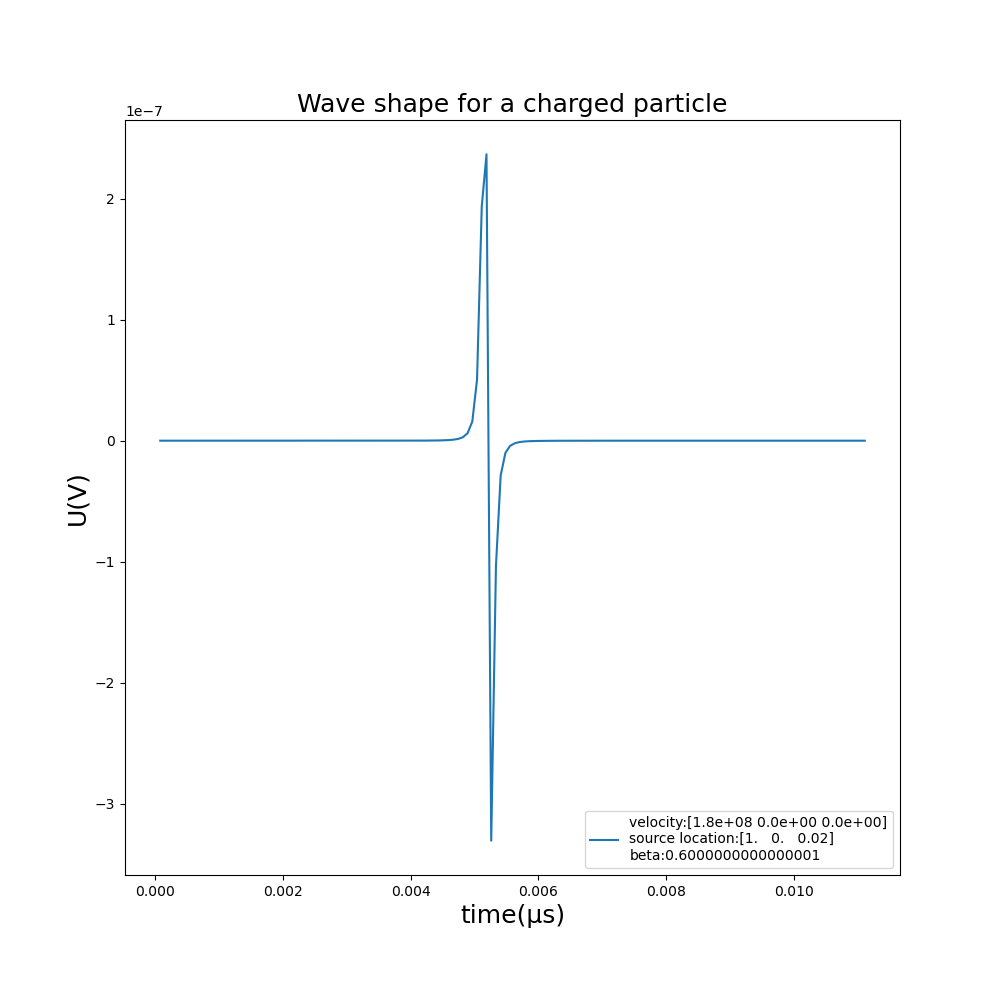 Wave shape for a charged particle
1e−7
2
1
0
−1
−2
−3
U(V)
0.000 0.002 0.004 0.006 0.008 0.010
time(μs)
velocity:[1.8e+08 0.0e+00 0.0e+00]
source location:[1.   0.   0.02]
beta:0.6000000000000001